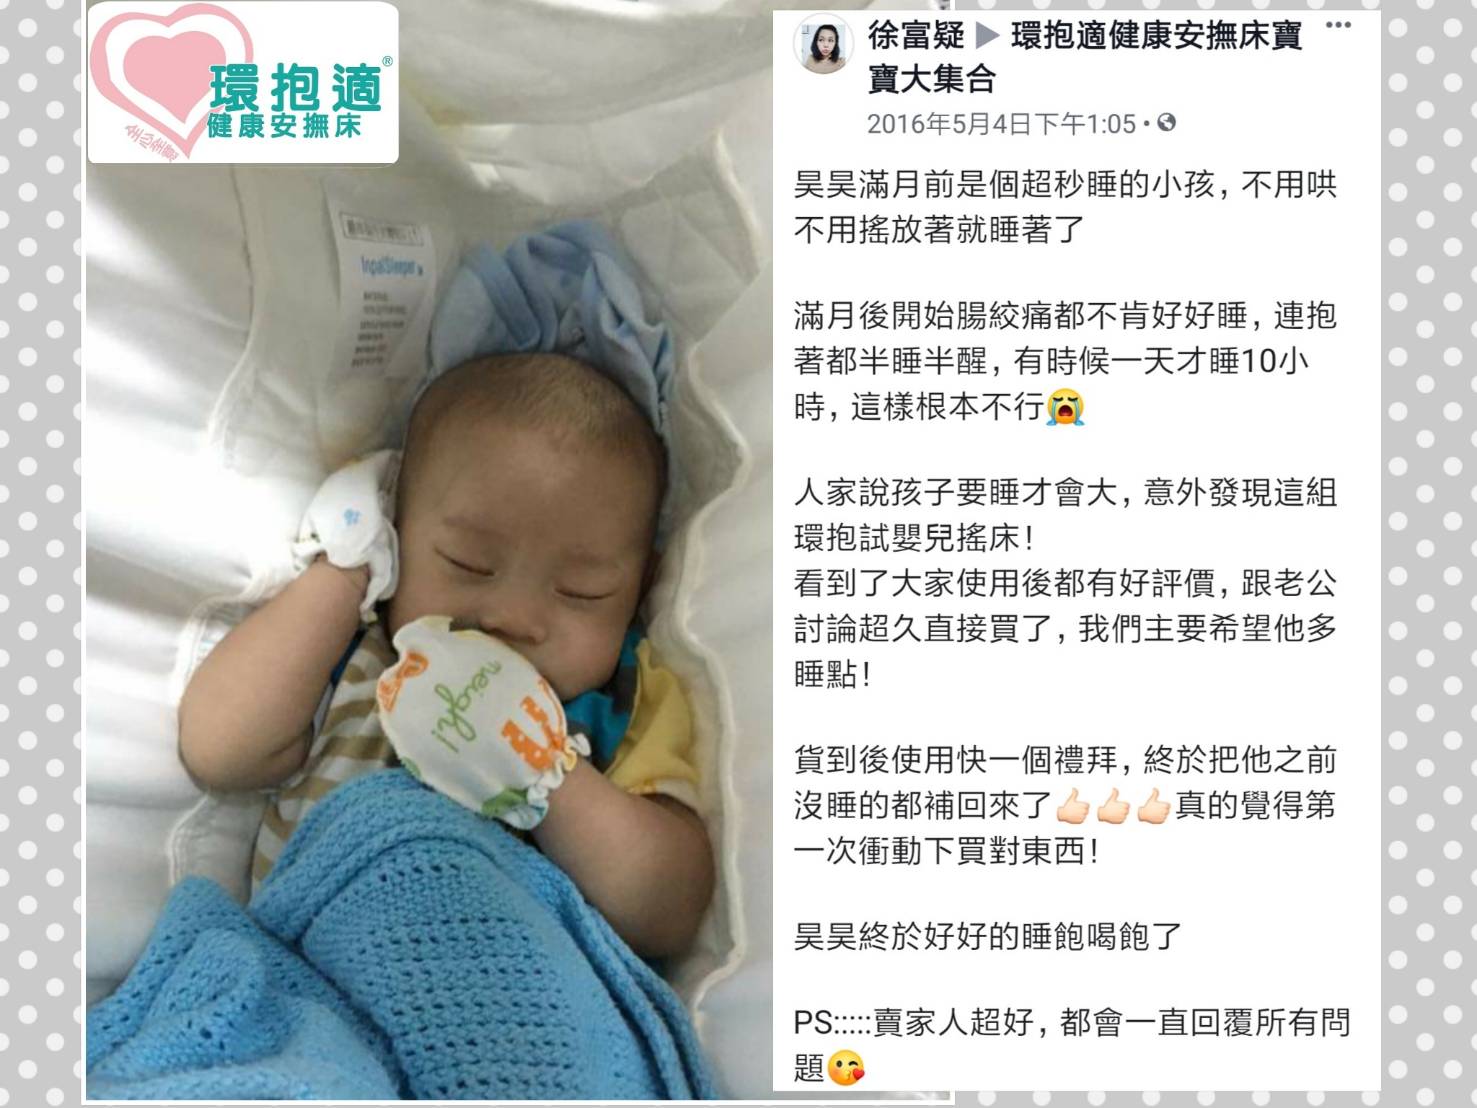 環抱適®
健康安撫床
全心全意
InpalSleeper
neigh!
徐富疑 ▶ 環抱適健康安撫床寶
寶大集合
2016年5月4日下午1:05 •
昊昊滿月前是個超秒睡的小孩，不用哄
不用搖放著就睡著了
滿月後開始腸絞痛都不肯好好睡，連抱
著都半睡半醒，有時候一天才睡10小
時，這樣根本不行😭
人家說孩子要睡才會大，意外發現這組
環抱試嬰兒搖床！
看到了大家使用後都有好評價，跟老公
討論超久直接買了，我們主要希望他多
睡點！
貨到後使用快一個禮拜，終於把他之前
沒睡的都補回來了👍🏻👍🏻👍🏻真的覺得第
一次衝動下買對東西！
昊昊終於好好的睡飽喝飽了
PS:::::賣家人超好，都會一直回覆所有問
題😘